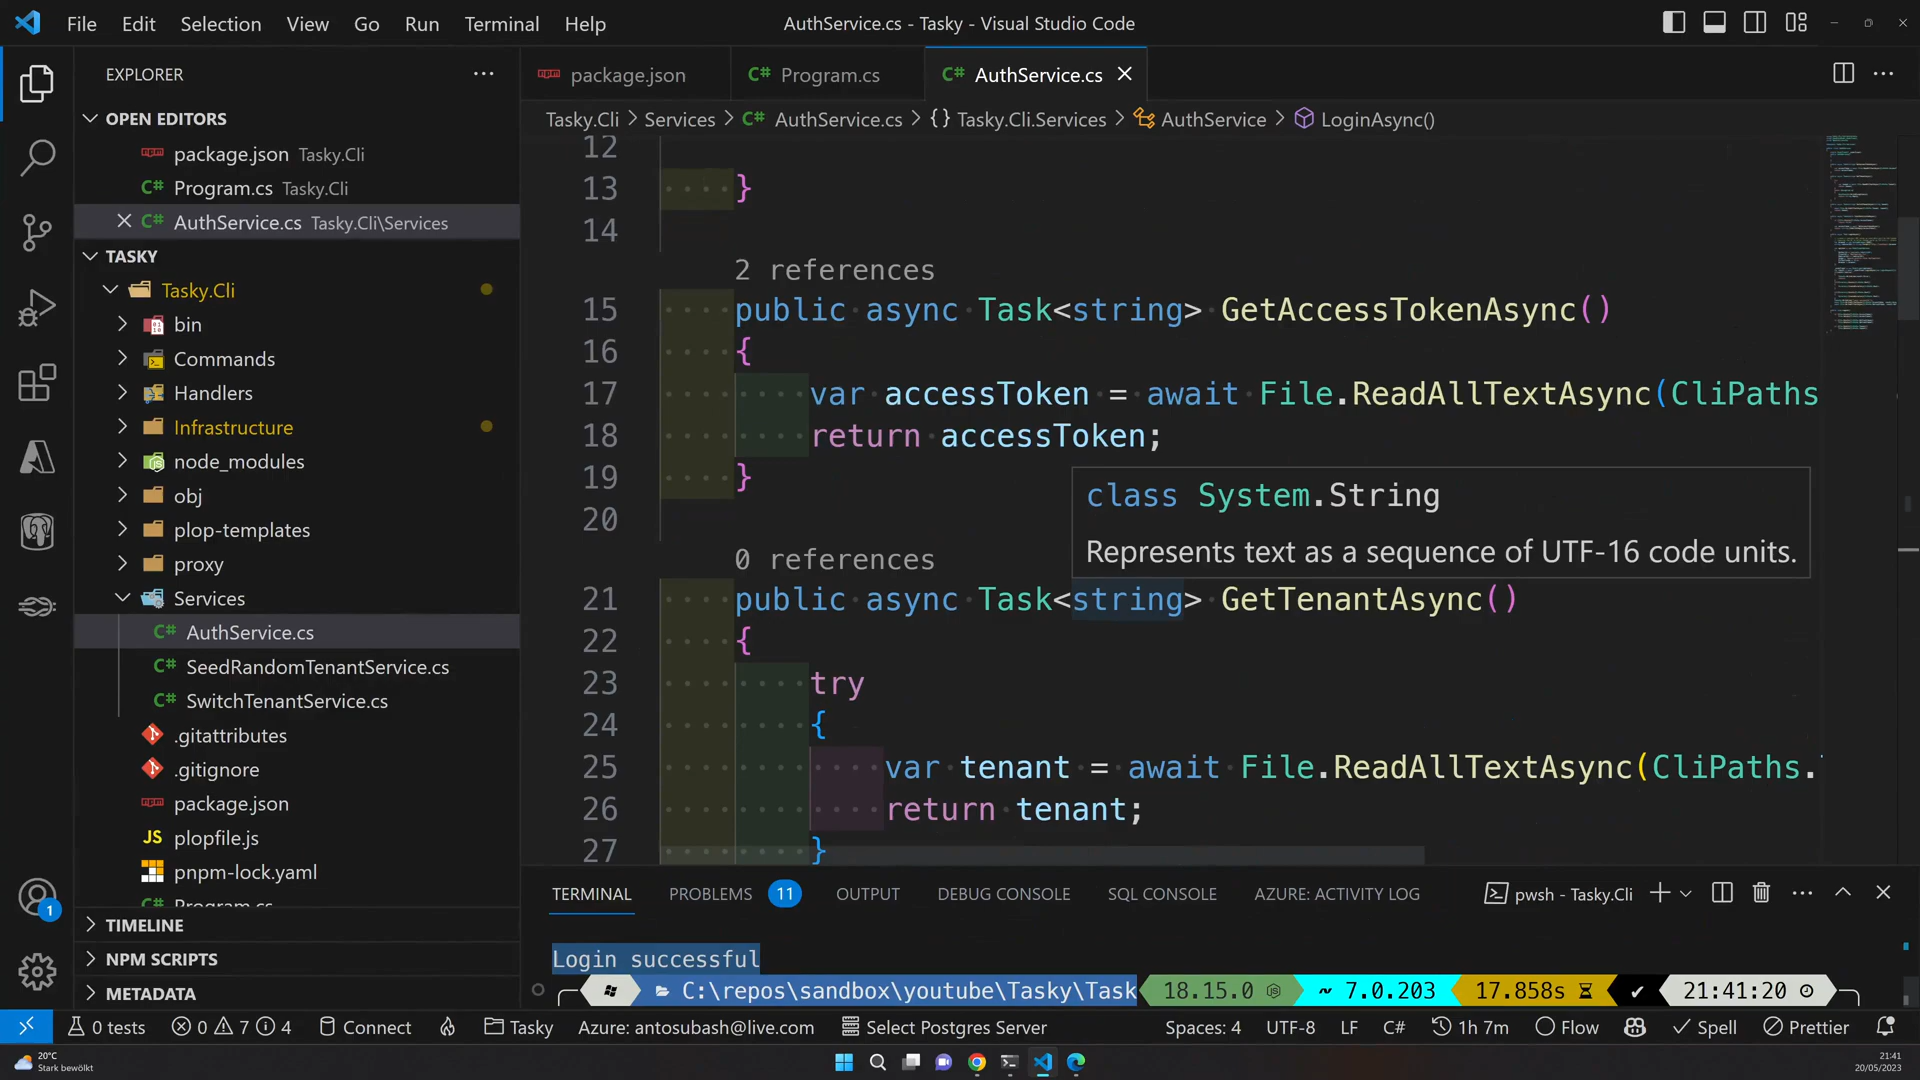 File Edit Selection View Go Run Terminal Help
AuthService.cs - Tasky - Visual Studio Code
EXPLORER
OPEN EDITORS
package.json Tasky.Cli
C# Program.cs Tasky.Cli
C# AuthService.cs Tasky.Cli\Services
TASKY
Tasky.Cli
bin
Commands
Handlers
Infrastructure
node_modules
obj
plop-templates
proxy
Services
C# AuthService.cs
C# SeedRandomTenantService.cs
C# SwitchTenantService.cs
.gitattributes
.gitignore
package.json
JS plopfile.js
pnpm-lock.yaml
C# Program.cs
TIMELINE
NPM SCRIPTS
METADATA
package.json
C# Program.cs
C# AuthService.cs
Tasky.Cli > Services > C# AuthService.cs > {} Tasky.Cli.Services > AuthService > LoginAsync()
12
13 }
14
2 references
15 public async Task<string> GetAccessTokenAsync()
16 {
17 var accessToken = await File.ReadAllTextAsync(CliPaths
18 return accessToken;
19 }
20
class System.String
Represents text as a sequence of UTF-16 code units.
0 references
21 public async Task<string> GetTenantAsync()
22 {
23 try
24 {
25 var tenant = await File.ReadAllTextAsync(CliPaths.
26 return tenant;
27 }
TERMINAL PROBLEMS 11 OUTPUT DEBUG CONSOLE SQL CONSOLE AZURE: ACTIVITY LOG pwsh - Tasky.Cli
Login successful
C:\repos\sandbox\youtube\Tasky\Task 18.15.0 7.0.203 17.858s 21:41:20
1
0 tests 0 7 4 Connect Tasky Azure: antosubash@live.com Select Postgres Server Spaces: 4 UTF-8 LF C# 1h 7m Flow Spell Prettier
20°C
Stark bewölkt
21:41
20/05/2023